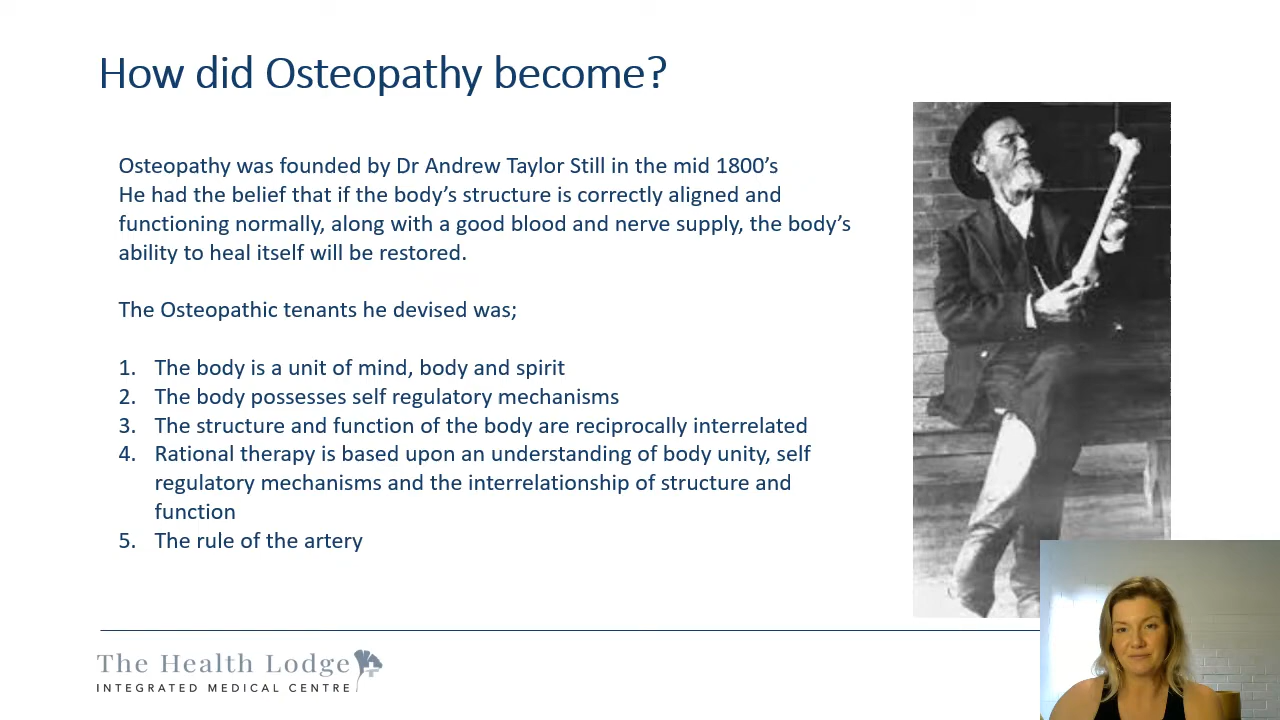 How did Osteopathy become?
Osteopathy was founded by Dr Andrew Taylor Still in the mid 1800's
He had the belief that if the body's structure is correctly aligned and
functioning normally, along with a good blood and nerve supply, the body's
ability to heal itself will be restored.
The Osteopathic tenants he devised was;
1. The body is a unit of mind, body and spirit
2. The body possesses self regulatory mechanisms
3. The structure and function of the body are reciprocally interrelated
4. Rational therapy is based upon an understanding of body unity, self
regulatory mechanisms and the interrelationship of structure and
function
5. The rule of the artery
The Health Lodge
INTEGRATED MEDICAL CENTRE